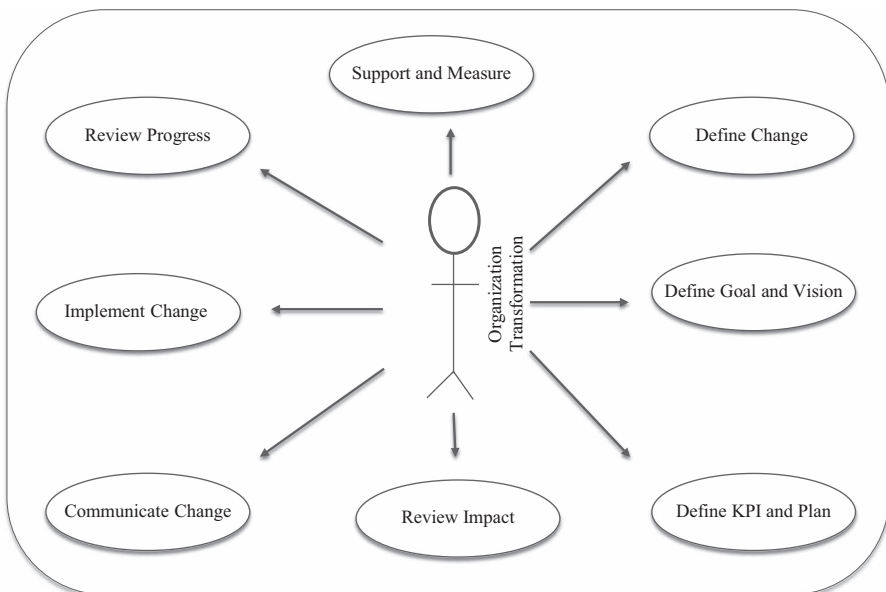 Support and Measure
Review Progress
Define Change
Organization
Transformation
Implement Change
Define Goal and Vision
Communicate Change
Review Impact
Define KPI and Plan